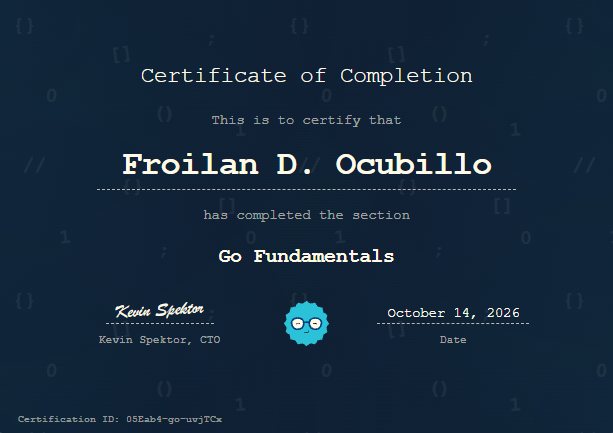 Certificate of Completion
This is to certify that
Froilan D. Ocubillo
has completed the section
Go Fundamentals
Kevin Spektor
October 14, 2026
Kevin Spektor, CTO
Date
Certification ID: 05Eab4-go-uvjTCx